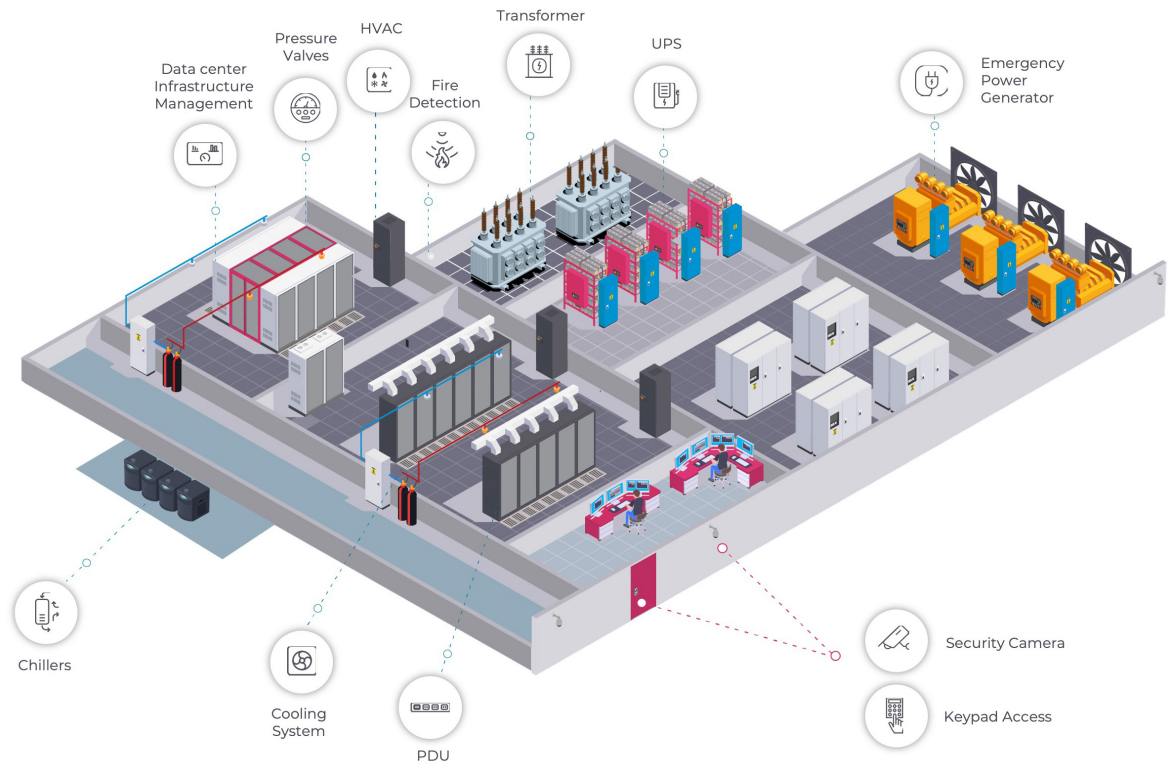 Transformer
HVAC
UPS
Pressure
Valves
Data center
Infrastructure
Management
Fire
Detection
Emergency
Power
Generator
Chillers
Cooling
System
PDU
Security Camera
Keypad Access